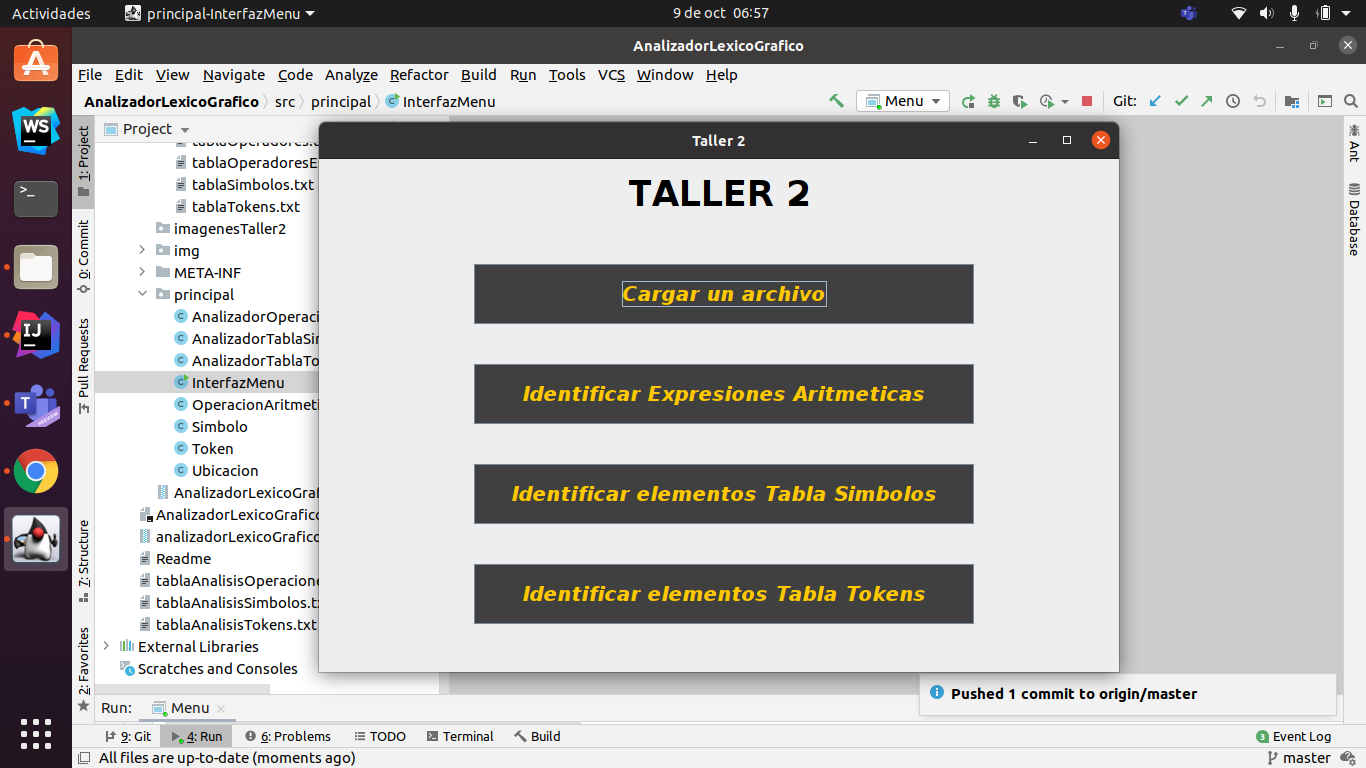 Actividades
principal-InterfazMenu
9 de oct 06:57
AnalizadorLexicoGrafico
File Edit View Navigate Code Analyze Refactor Build Run Tools VCS Window Help
AnalizadorLexicoGrafico src principal InterfazMenu
Menu
Git:
1: Project
0: Commit
Pull Requests
7: Structure
2: Favorites
Project
tablaOperadoresE
tablaSimbolos.txt
tablaTokens.txt
imagenesTaller2
img
META-INF
principal
AnalizadorOperaci
AnalizadorTablaSi
AnalizadorTablaTo
InterfazMenu
OperacionAritmeti
Simbolo
Token
Ubicacion
AnalizadorLexicoGra
AnalizadorLexicoGrafico
analizadorLexicoGrafico
Readme
tablaAnalisisOperacione
tablaAnalisisSimbolos.tx
tablaAnalisisTokens.txt
External Libraries
Scratches and Consoles
Taller 2
TALLER 2
Cargar un archivo
Identificar Expresiones Aritmeticas
Identificar elementos Tabla Simbolos
Identificar elementos Tabla Tokens
Ant
Database
WS
IJ
PREVIEW
Pushed 1 commit to origin/master
Run: Menu
9: Git 4: Run 6: Problems TODO Terminal Build
3 Event Log
All files are up-to-date (moments ago)
master